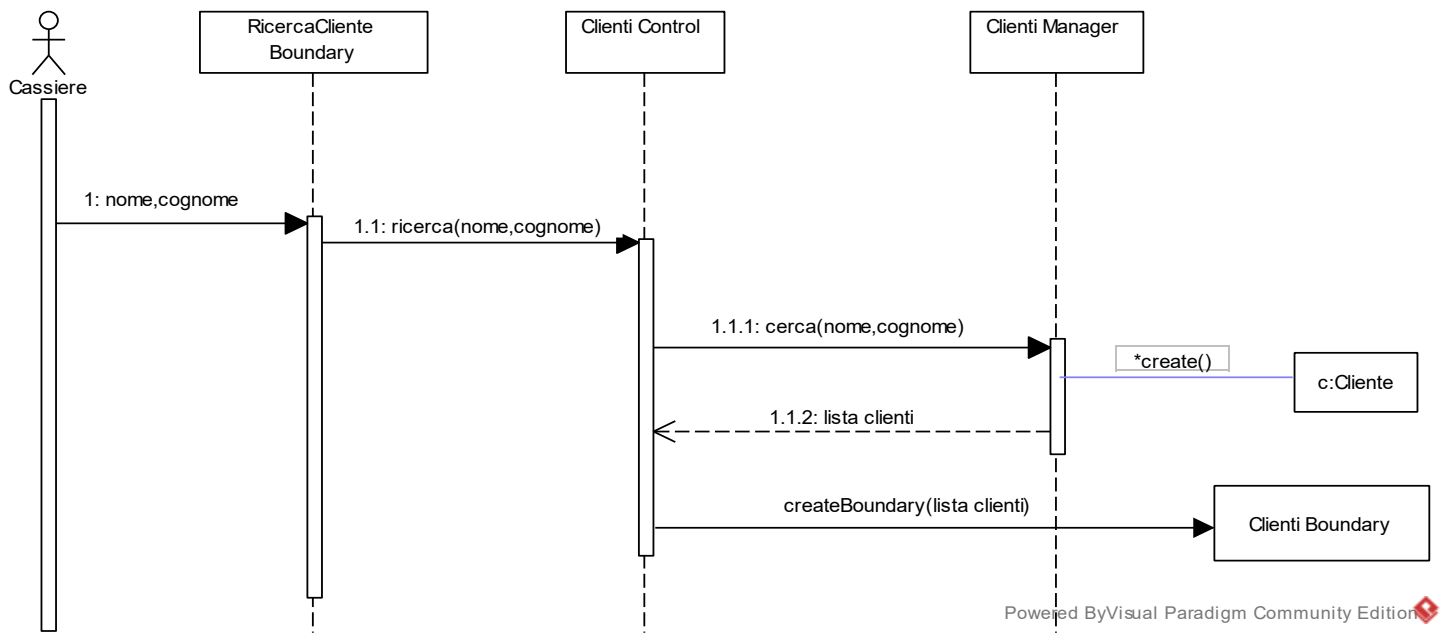 Cassiere
RicercaCliente
Boundary
Clienti Control
Clienti Manager
1: nome,cognome
1.1: ricerca(nome,cognome)
1.1.1: cerca(nome,cognome)
*create()
c:Cliente
1.1.2: lista clienti
createBoundary(lista clienti)
Clienti Boundary
Powered ByVisual Paradigm Community Edition